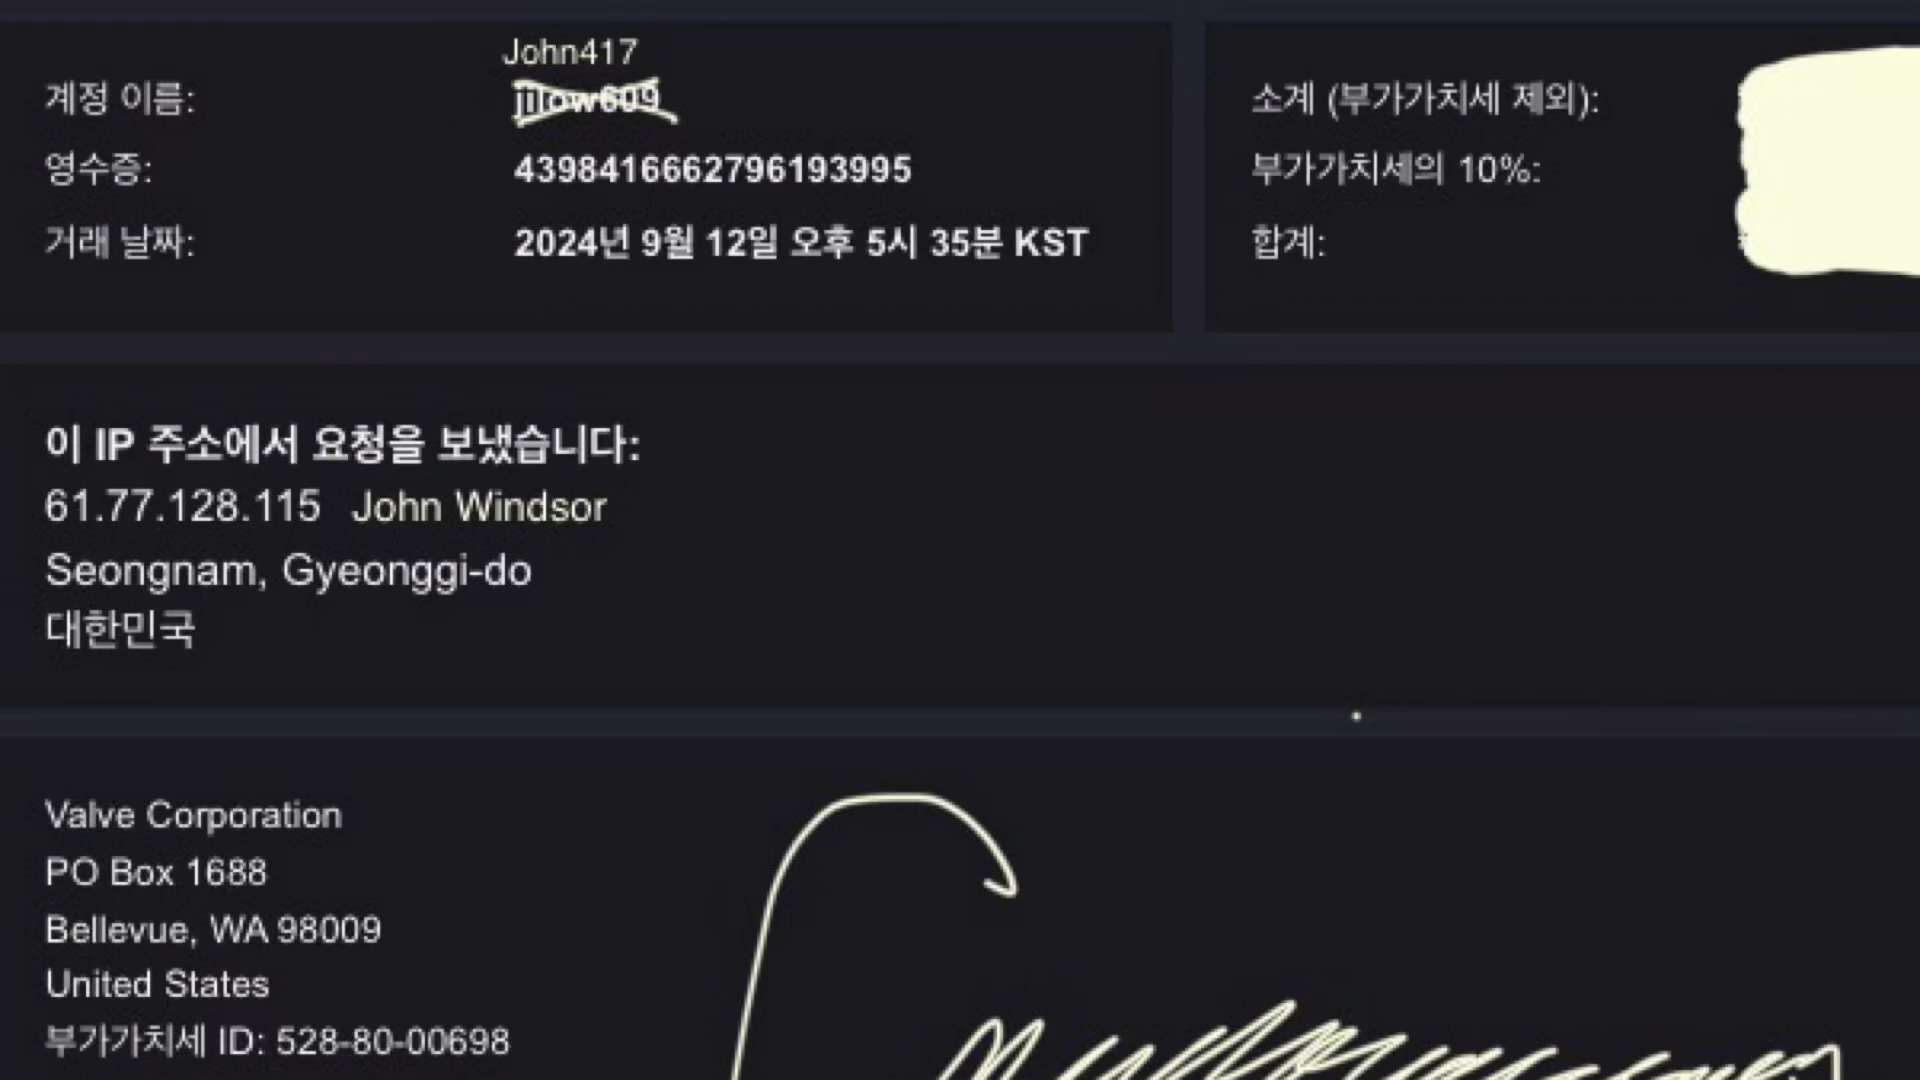 John417
계정 이름: jblow609
영수증: 4398416662796193995
거래 날짜: 2024년 9월 12일 오후 5시 35분 KST
소계 (부가가치세 제외):
부가가치세의 10%:
합계:
이 IP 주소에서 요청을 보냈습니다:
61.77.128.115 John Windsor
Seongnam, Gyeonggi-do
대한민국
Valve Corporation
PO Box 1688
Bellevue, WA 98009
United States
부가가치세 ID: 528-80-00698